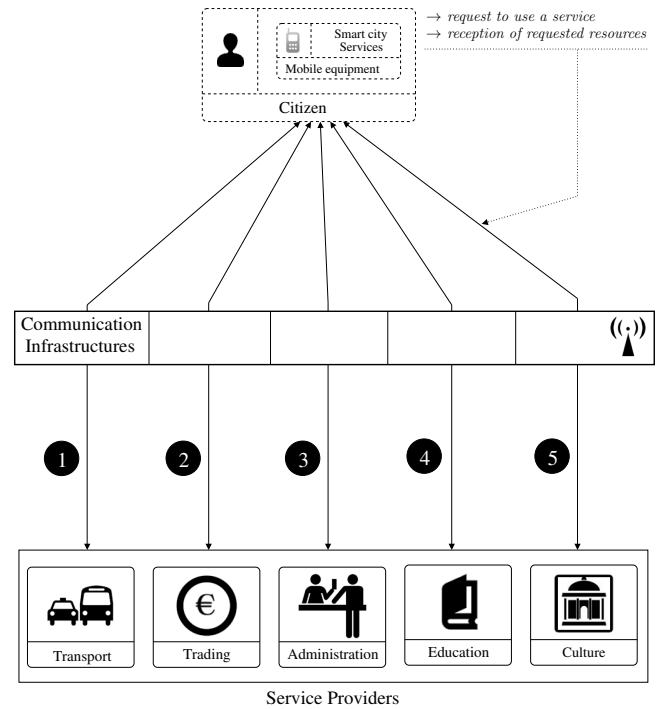 → request to use a service
→ reception of requested resources
Smart city
Services
Mobile equipment
Citizen
Communication
Infrastructures
1
2
3
4
5
€
Transport
Trading
Administration
Education
Culture
Service Providers